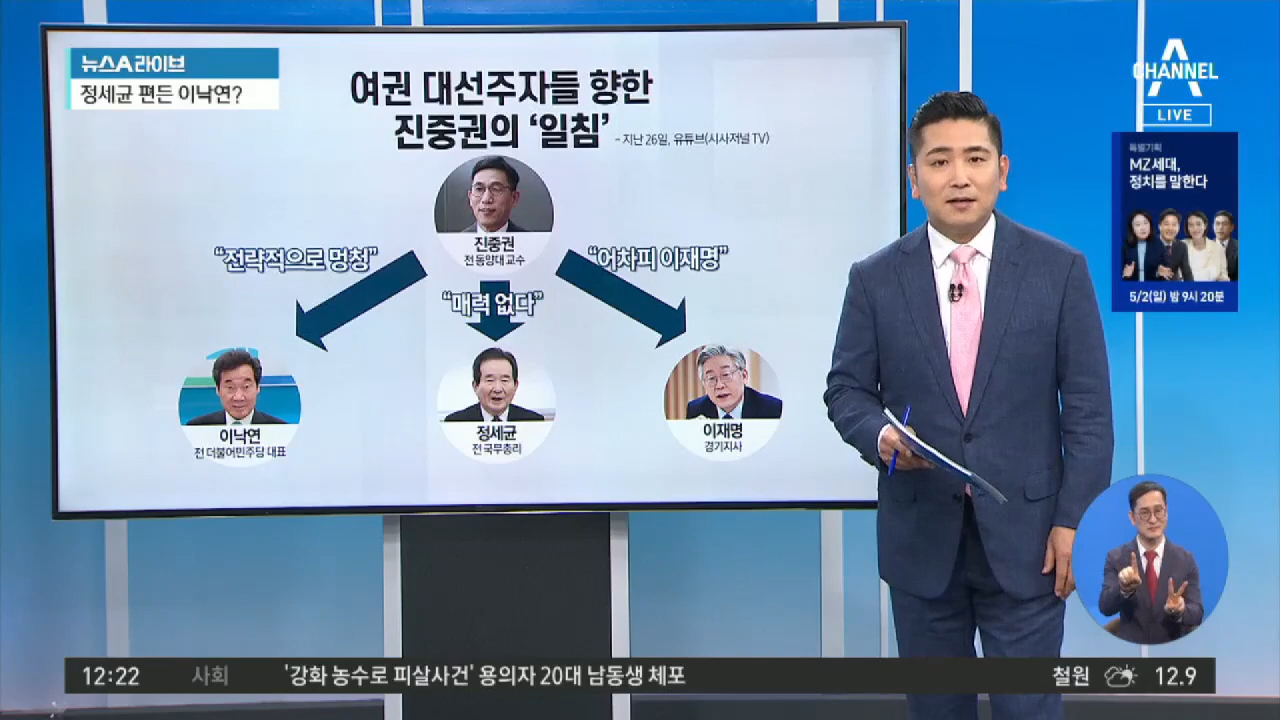 뉴스A 라이브
정세균 편든 이낙연?
여권 대선주자들 향한
진중권의 ‘일침’
- 지난 26일, 유튜브(시사저널 TV)
진중권
전 동양대 교수
“전략적으로 멍청”
“매력 없다”
“어차피 이재명”
이낙연
전 더불어민주당 대표
정세균
전 국무총리
이재명
경기지사
CHANNEL A
LIVE
특별기획
MZ세대,
정치를 말한다
5/2(일) 밤 9시 20분
12:22 사회 '강화 농수로 피살사건' 용의자 20대 남동생 체포 철원 12.9